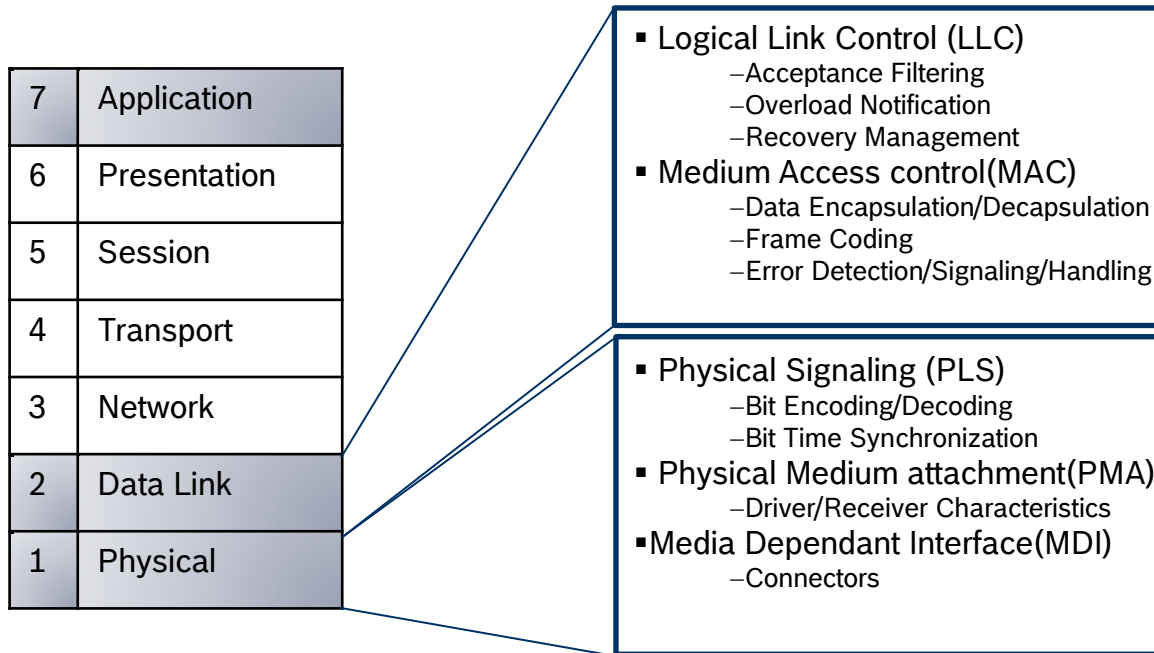 7 Application
6 Presentation
5 Session
4 Transport
3 Network
2 Data Link
1 Physical
▪ Logical Link Control (LLC)
–Acceptance Filtering
–Overload Notification
–Recovery Management
▪ Medium Access control(MAC)
–Data Encapsulation/Decapsulation
–Frame Coding
–Error Detection/Signaling/Handling
▪ Physical Signaling (PLS)
–Bit Encoding/Decoding
–Bit Time Synchronization
▪ Physical Medium attachment(PMA)
–Driver/Receiver Characteristics
▪Media Dependant Interface(MDI)
–Connectors